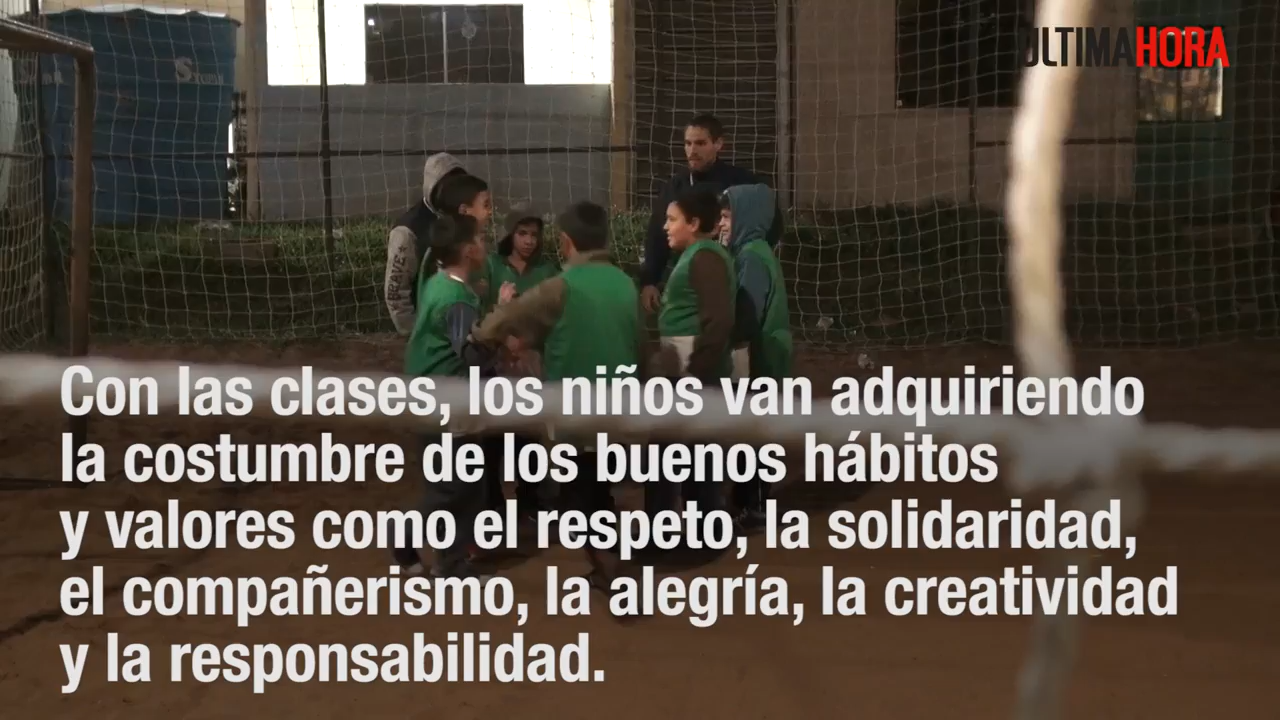 ULTIMAHORA
BRAVE
Con las clases, los niños van adquiriendo
la costumbre de los buenos hábitos
y valores como el respeto, la solidaridad,
el compañerismo, la alegría, la creatividad
y la responsabilidad.